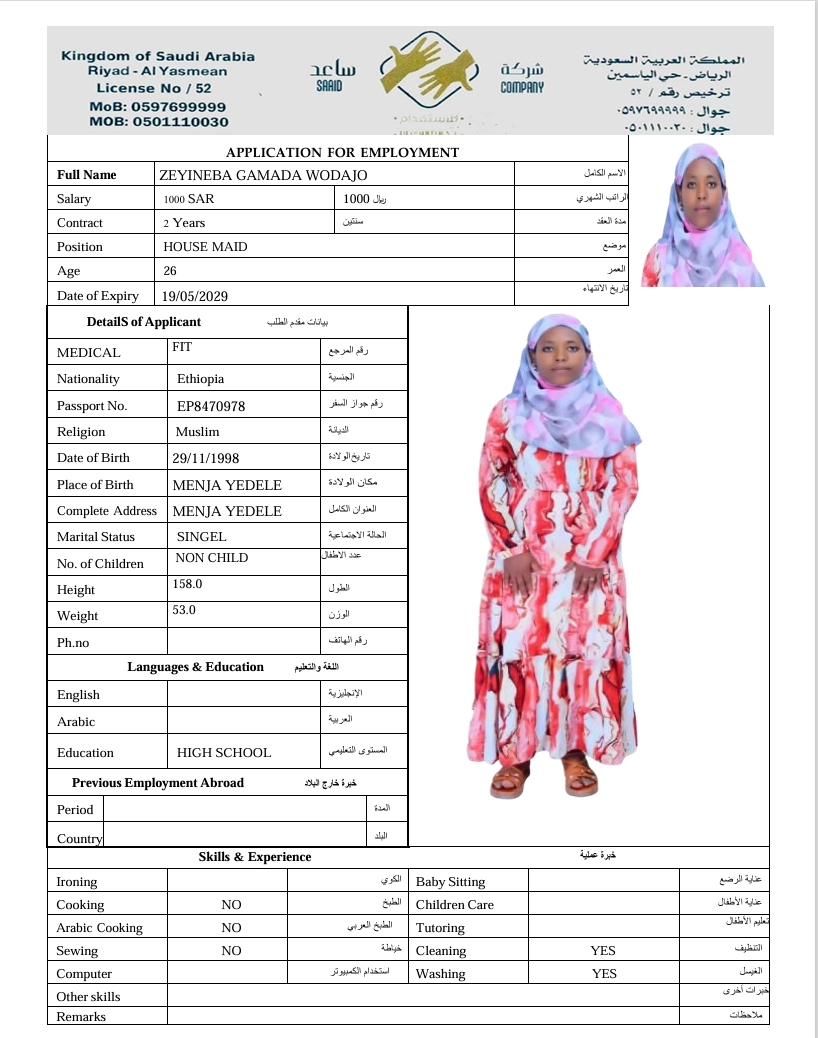 Kingdom of Saudi Arabia
Riyad - Al Yasmean
License No / 52
MoB: 0597699999
MOB: 0501110030
ساعد
SAAID
شركة
COMPANY
للاستقدام
المملكة العربية السعودية
الرياض - حي الياسمين
ترخيص رقم / ٥٢
جوال : ٠٥٩٧٦٩٩٩٩٩
جوال : ٠٥٠١١١٠٠٣٠
APPLICATION FOR EMPLOYMENT
Full Name ZEYINEBA GAMADA WODAJO الاسم الكامل
Salary 1000 SAR 1000 ريال الراتب الشهري
Contract 2 Years سنتين مدة العقد
Position HOUSE MAID موضع
Age 26 العمر
Date of Expiry 19/05/2029 تاريخ الانتهاء
DetailS of Applicant بيانات مقدم الطلب
MEDICAL FIT رقم المرجع
Nationality Ethiopia الجنسية
Passport No. EP8470978 رقم جواز السفر
Religion Muslim الديانة
Date of Birth 29/11/1998 تاريخ الولادة
Place of Birth MENJA YEDELE مكان الولادة
Complete Address MENJA YEDELE العنوان الكامل
Marital Status SINGEL الحالة الاجتماعية
No. of Children NON CHILD عدد الاطفال
Height 158.0 الطول
Weight 53.0 الوزن
Ph.no رقم الهاتف
Languages & Education اللغة والتعليم
English الإنجليزية
Arabic العربية
Education HIGH SCHOOL المستوى التعليمي
Previous Employment Abroad خبرة خارج البلاد
Period المدة
Country البلد
Skills & Experience خبرة عملية
Ironing الكوي Baby Sitting عناية الرضع
Cooking NO الطبخ Children Care عناية الأطفال
Arabic Cooking NO الطبخ العربي Tutoring تعليم الأطفال
Sewing NO خياطة Cleaning YES التنظيف
Computer استخدام الكمبيوتر Washing YES الغيسل
Other skills خبرات أخرى
Remarks ملاحظات